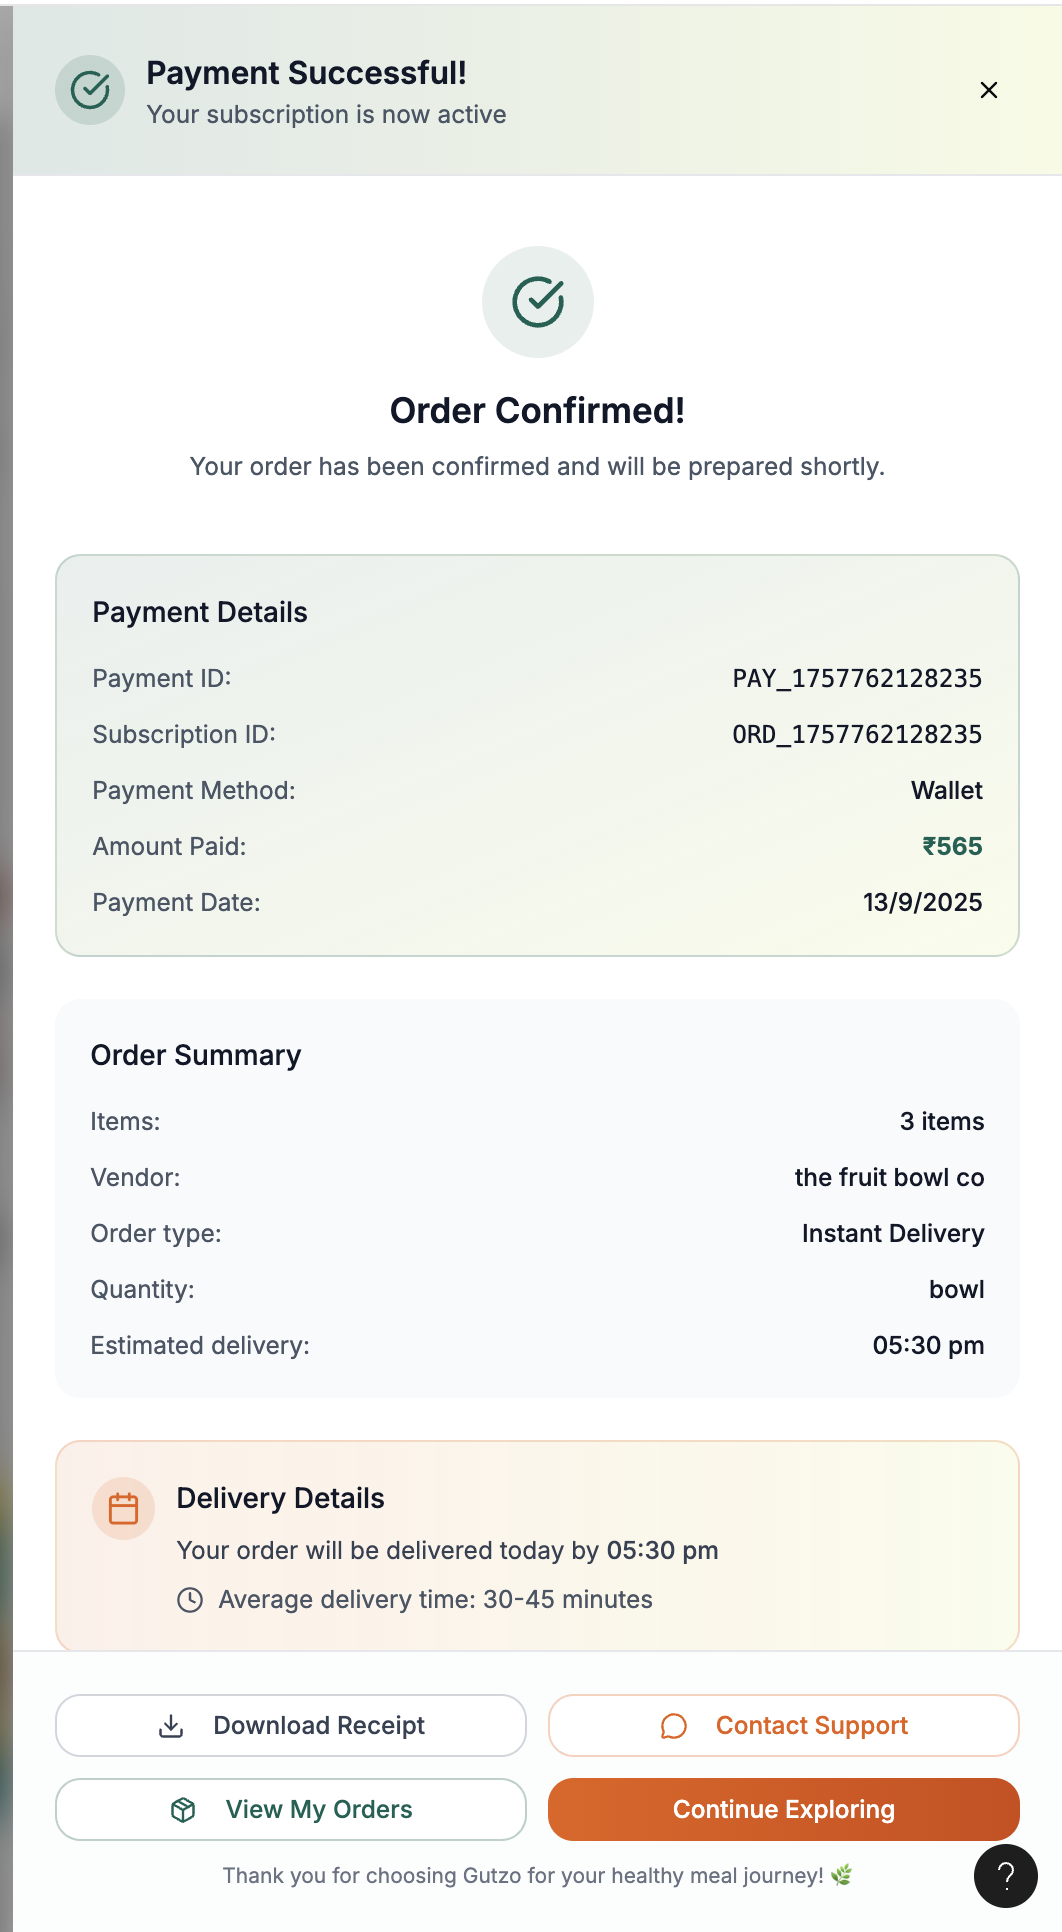 Payment Successful!
Your subscription is now active
Order Confirmed!
Your order has been confirmed and will be prepared shortly.
Payment Details
Payment ID: PAY_1757762128235
Subscription ID: ORD_1757762128235
Payment Method: Wallet
Amount Paid: ₹565
Payment Date: 13/9/2025
Order Summary
Items: 3 items
Vendor: the fruit bowl co
Order type: Instant Delivery
Quantity: bowl
Estimated delivery: 05:30 pm
Delivery Details
Your order will be delivered today by 05:30 pm
Average delivery time: 30-45 minutes
Download Receipt
Contact Support
View My Orders
Continue Exploring
Thank you for choosing Gutzo for your healthy meal journey! 🌿
?